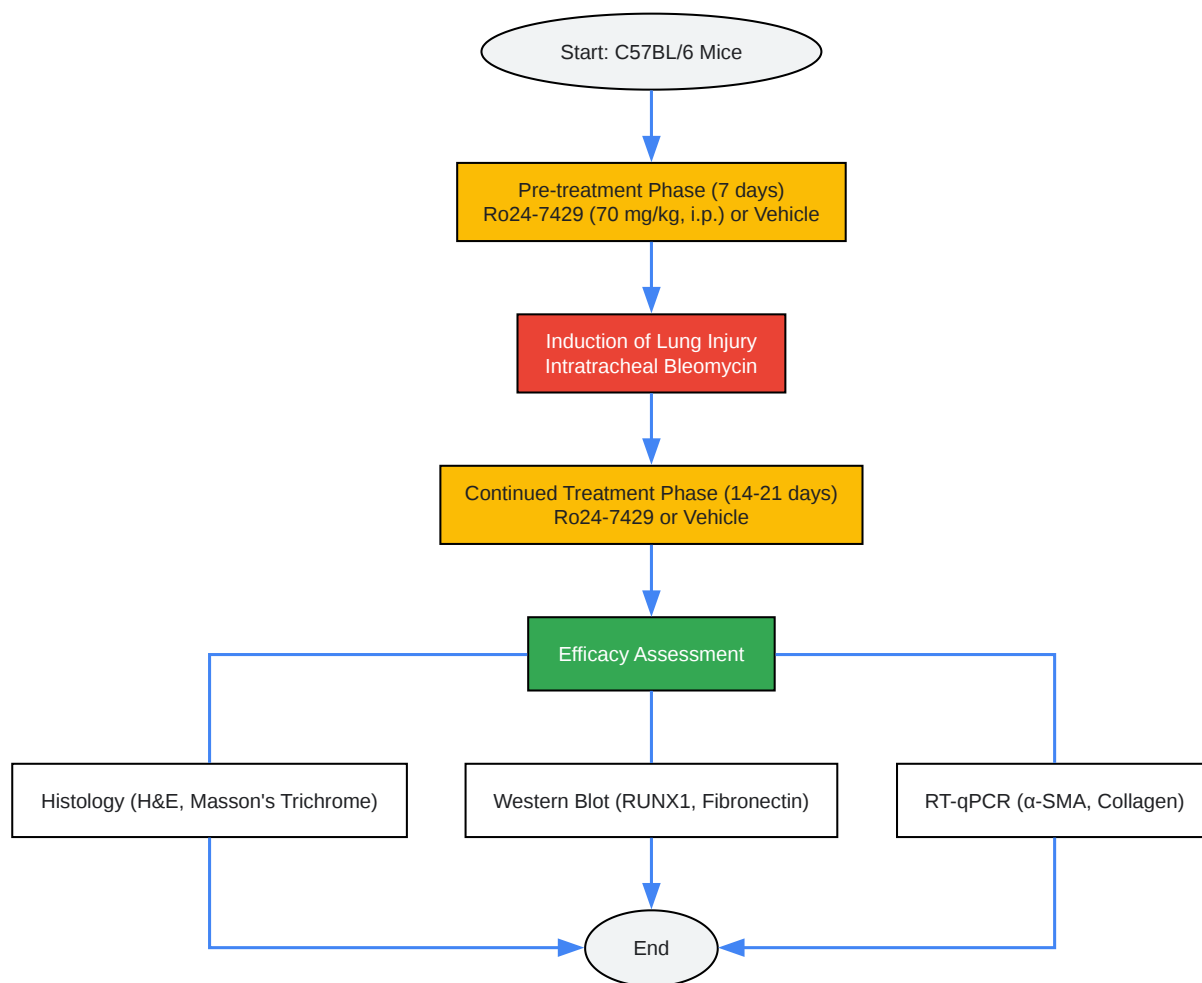 Start: C57BL/6 Mice
Pre-treatment Phase (7 days)
Ro24-7429 (70 mg/kg, i.p.) or Vehicle
Induction of Lung Injury
Intratracheal Bleomycin
Continued Treatment Phase (14-21 days)
Ro24-7429 or Vehicle
Efficacy Assessment
Histology (H&E, Masson's Trichrome)
Western Blot (RUNX1, Fibronectin)
RT-qPCR (α-SMA, Collagen)
End